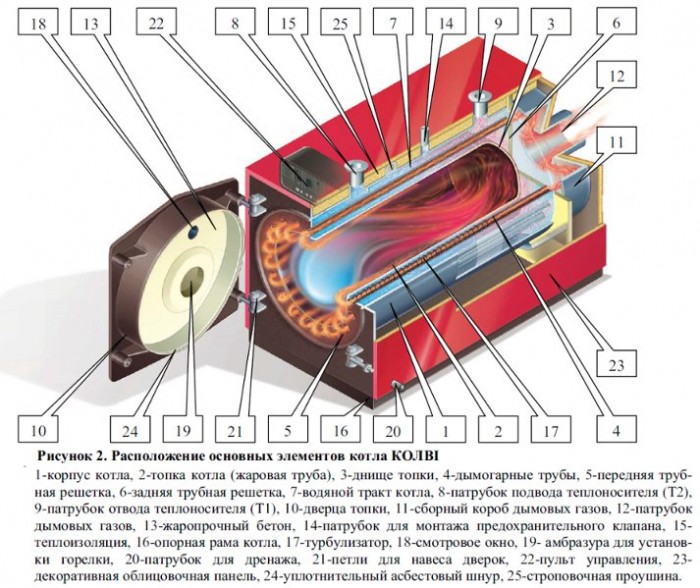 18 13 22 8 15 25 7 14 9 3 6
12
11
23
10 24 19 21 5 16 20 1 2 17 4
Рисунок 2. Расположение основных элементов котла КОЛВІ
1-корпус котла, 2-топка котла (жаровая труба), 3-днище топки, 4-дымогарные трубы, 5-передняя труб-
ная решетка, 6-задняя трубная решетка, 7-водяной тракт котла, 8-патрубок подвода теплоносителя (Т2),
9-патрубок отвода теплоносителя (Т1), 10-дверца топки, 11-сборный короб дымовых газов, 12-патрубок
дымовых газов, 13-жаропрочный бетон, 14-патрубок для монтажа предохранительного клапана, 15-
теплоизоляция, 16-опорная рама котла, 17-турбулизатор, 18-смотровое окно, 19- амбразура для установ-
ки горелки, 20-патрубок для дренажа, 21-петли для навеса дверок, 22-пульт управления, 23-
декоративная облицовочная панель, 24-уплотнительный асбестовый шнур, 25-строповочная проушина.